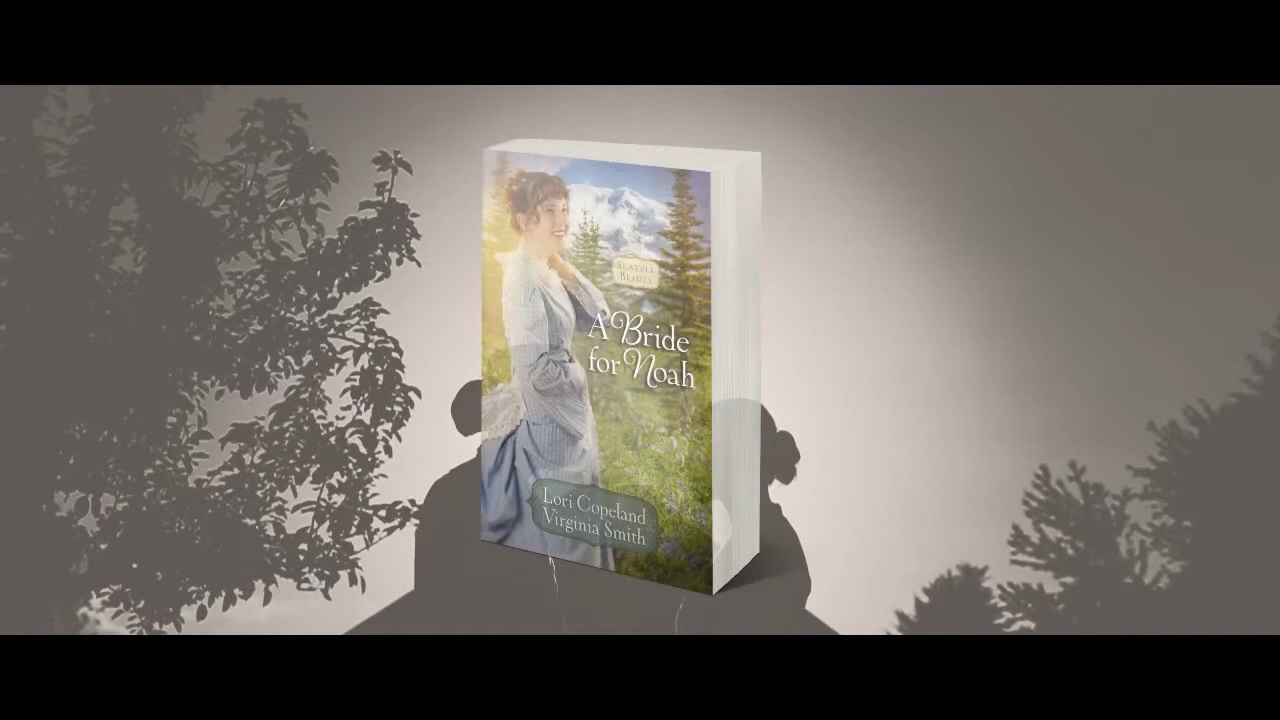 SEATTLE
BRIDES
A Bride
for Noah
Lori Copeland
Virginia Smith